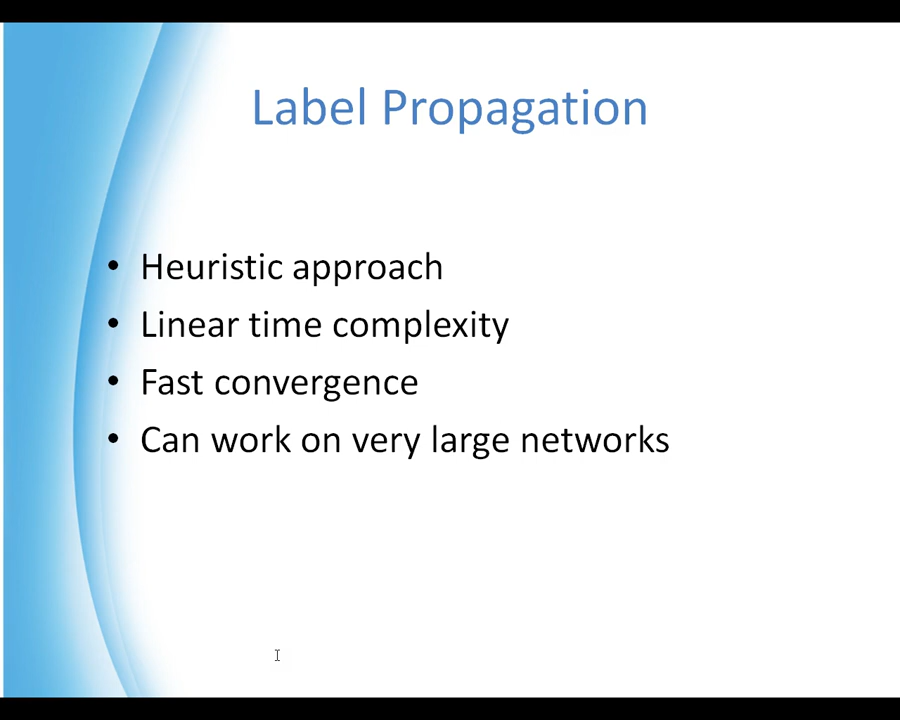 Label Propagation
• Heuristic approach
• Linear time complexity
• Fast convergence
• Can work on very large networks